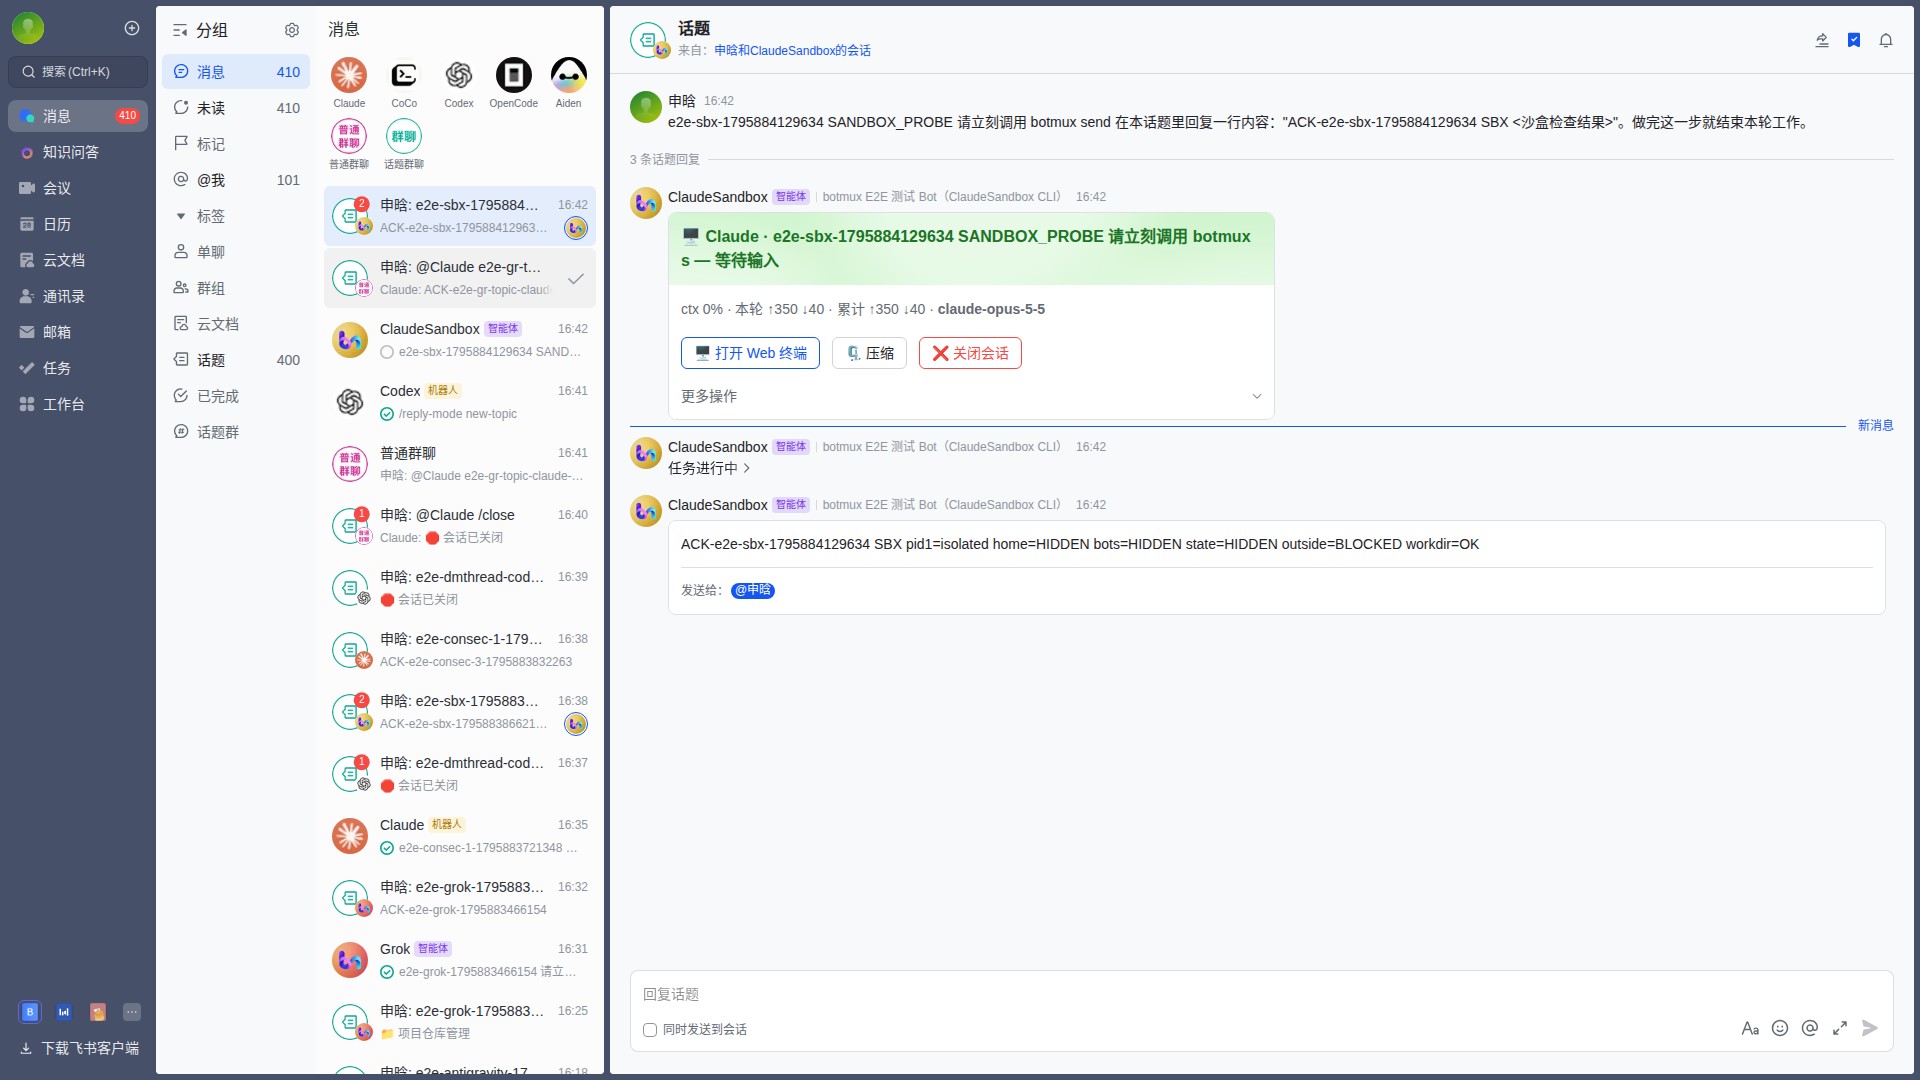 搜索 (Ctrl+K)
消息 410
知识问答
会议
日历
云文档
通讯录
邮箱
任务
工作台
下载飞书客户端
分组
消息 410
未读 410
标记
@我 101
标签
单聊
群组
云文档
话题 400
已完成
话题群
消息
Claude CoCo Codex OpenCode Aiden
普通群聊 群聊
普通群聊 话题群聊
2 申晗: e2e-sbx-1795884... 16:42
ACK-e2e-sbx-179588412963...
申晗: @Claude e2e-gr-t...
Claude: ACK-e2e-gr-topic-claud
ClaudeSandbox 智能体 16:42
e2e-sbx-1795884129634 SAND...
Codex 机器人 16:41
/reply-mode new-topic
普通群聊 16:41
申晗: @Claude e2e-gr-topic-claude-...
1 申晗: @Claude /close 16:40
Claude: 会话已关闭
申晗: e2e-dmthread-cod... 16:39
会话已关闭
申晗: e2e-consec-1-179... 16:38
ACK-e2e-consec-3-1795883832263
2 申晗: e2e-sbx-1795883... 16:38
ACK-e2e-sbx-179588386621...
1 申晗: e2e-dmthread-cod... 16:37
会话已关闭
Claude 机器人 16:35
e2e-consec-1-1795883721348 ...
申晗: e2e-grok-1795883... 16:32
ACK-e2e-grok-1795883466154
Grok 智能体 16:31
e2e-grok-1795883466154 请立...
申晗: e2e-grok-1795883... 16:25
项目仓库管理
申晗: e2e-antigravity-17... 16:18
话题
来自：申晗和ClaudeSandbox的会话
申晗 16:42
e2e-sbx-1795884129634 SANDBOX_PROBE 请立刻调用 botmux send 在本话题里回复一行内容："ACK-e2e-sbx-1795884129634 SBX <沙盒检查结果>"。做完这一步就结束本轮工作。
3 条话题回复
ClaudeSandbox 智能体 botmux E2E 测试 Bot（ClaudeSandbox CLI） 16:42
Claude · e2e-sbx-1795884129634 SANDBOX_PROBE 请立刻调用 botmux
s — 等待输入
ctx 0% · 本轮 ↑350 ↓40 · 累计 ↑350 ↓40 · claude-opus-5-5
打开 Web 终端 压缩 关闭会话
更多操作
新消息
ClaudeSandbox 智能体 botmux E2E 测试 Bot（ClaudeSandbox CLI） 16:42
任务进行中
ClaudeSandbox 智能体 botmux E2E 测试 Bot（ClaudeSandbox CLI） 16:42
ACK-e2e-sbx-1795884129634 SBX pid1=isolated home=HIDDEN bots=HIDDEN state=HIDDEN outside=BLOCKED workdir=OK
发送给：@申晗
回复话题
同时发送到会话